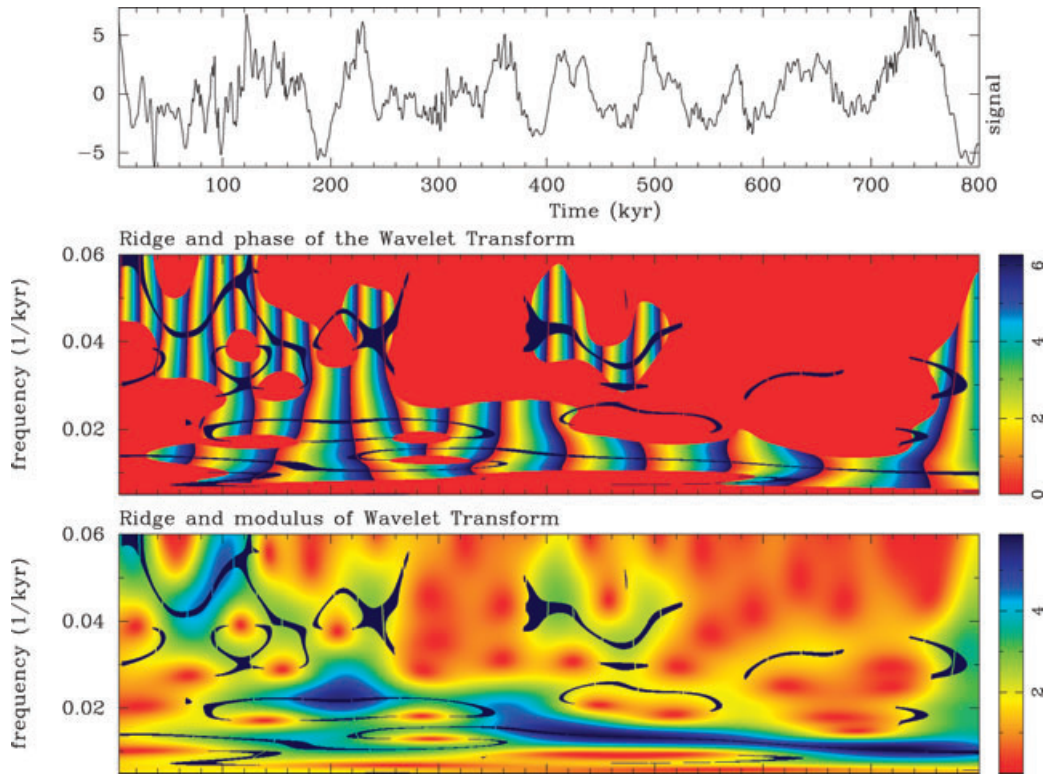 5
0
−5
signal
100 200 300 400 500 600 700 800
Time (kyr)
Ridge and phase of the Wavelet Transform
0.06
0.04
0.02
frequency (1/kyr)
6
4
2
0
Ridge and modulus of Wavelet Transform
0.06
0.04
0.02
frequency (1/kyr)
4
2